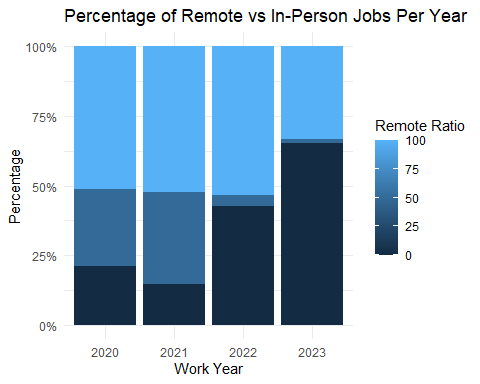 Percentage of Remote vs In-Person Jobs Per Year
100%
75%
50%
25%
0%
Percentage
2020 2021 2022 2023
Work Year
Remote Ratio
100
75
50
25
0